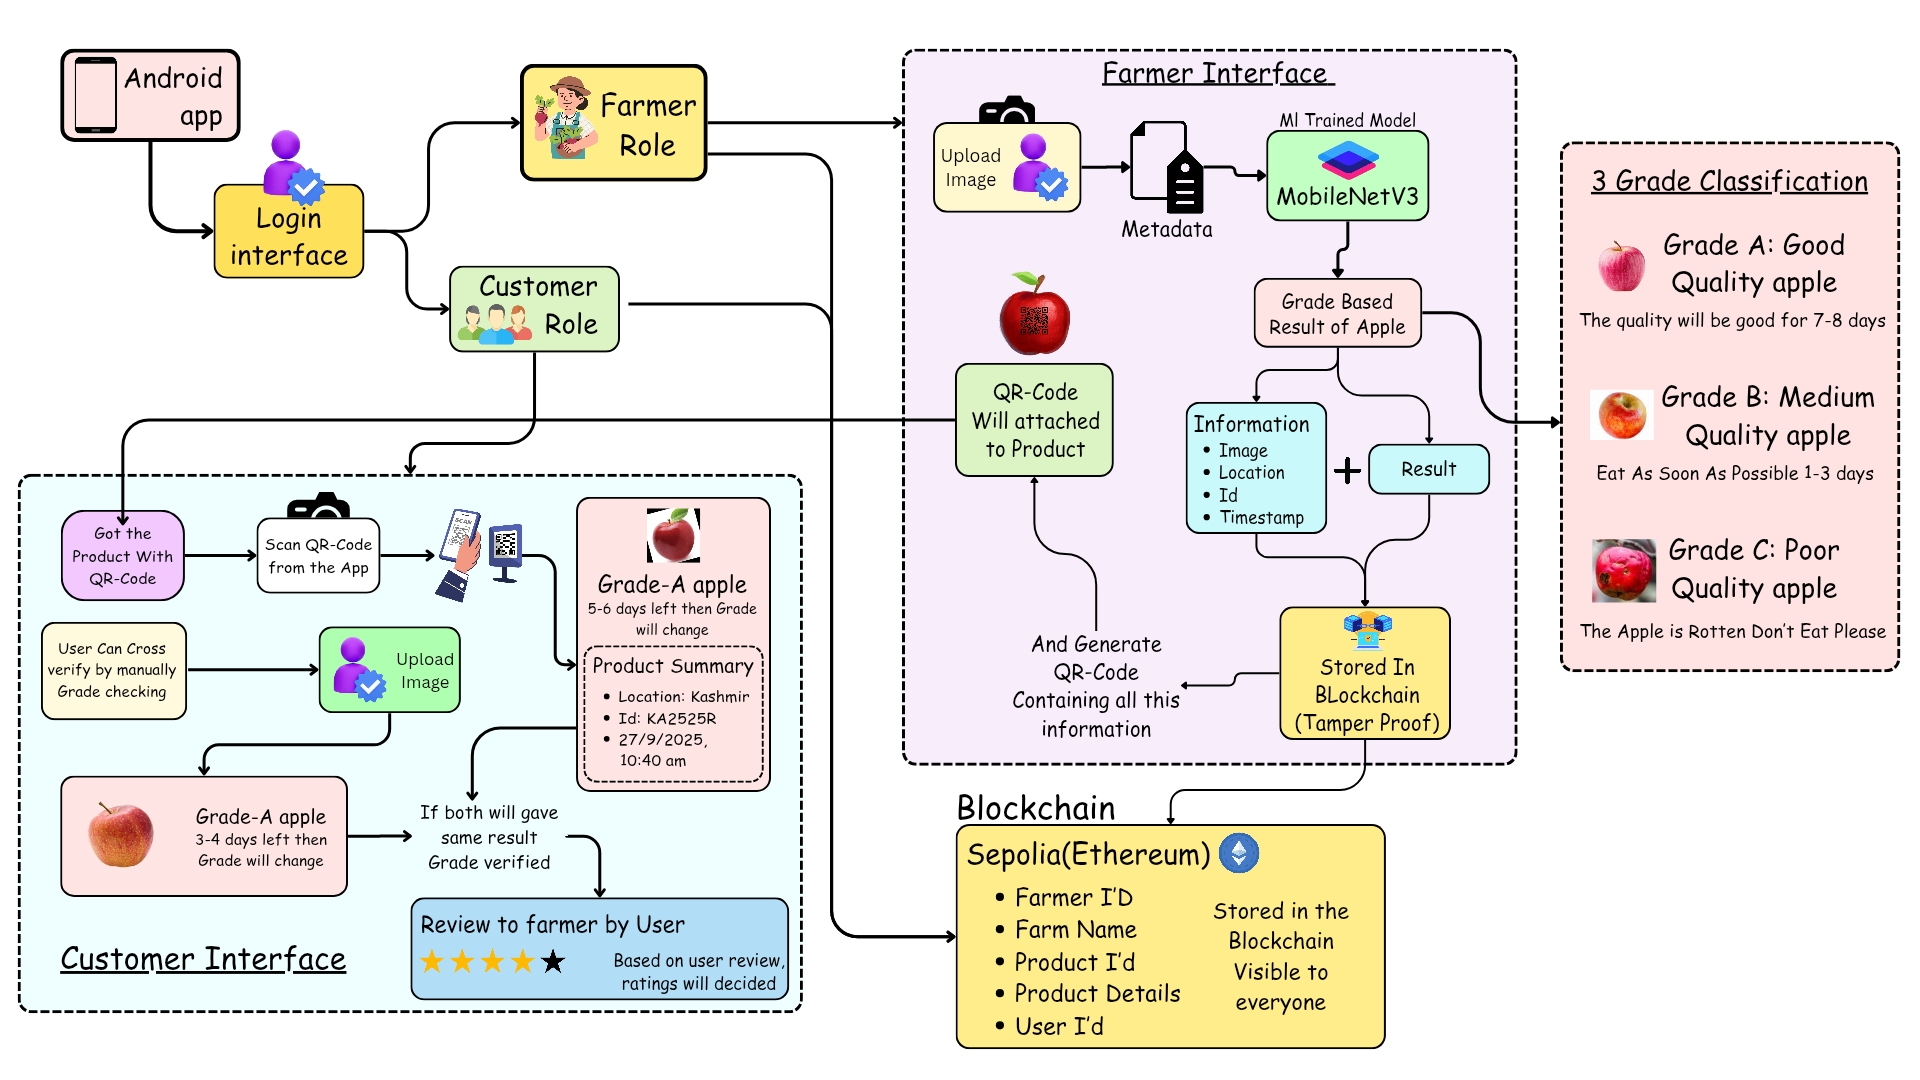 Android
app
Login
interface
Farmer
Role
Customer
Role
Farmer Interface
Upload
Image
Metadata
Ml Trained Model
MobileNetV3
Grade Based
Result of Apple
Information
• Image
• Location
• Id
• Timestamp
+
Result
Stored In
BLockchain
(Tamper Proof)
And Generate
QR-Code
Containing all this
information
QR-Code
Will attached
to Product
3 Grade Classification
Grade A: Good
Quality apple
The quality will be good for 7-8 days
Grade B: Medium
Quality apple
Eat As Soon As Possible 1-3 days
Grade C: Poor
Quality apple
The Apple is Rotten Don't Eat Please
Got the
Product With
QR-Code
Scan QR-Code
from the App
SCAN
Grade-A apple
5-6 days left then Grade
will change
Product Summary
• Location: Kashmir
• Id: KA2525R
• 27/9/2025,
10:40 am
User Can Cross
verify by manually
Grade checking
Upload
Image
Grade-A apple
3-4 days left then
Grade will change
If both will gave
same result
Grade verified
Review to farmer by User
Based on user review,
ratings will decided
Customer Interface
Blockchain
Sepolia(Ethereum)
• Farmer I'D
• Farm Name
• Product I'd
• Product Details
• User I'd
Stored in the
Blockchain
Visible to
everyone